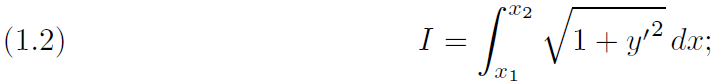 (1.2) I = ∫_{x_1}^{x_2} √(1 + y′^2) dx;